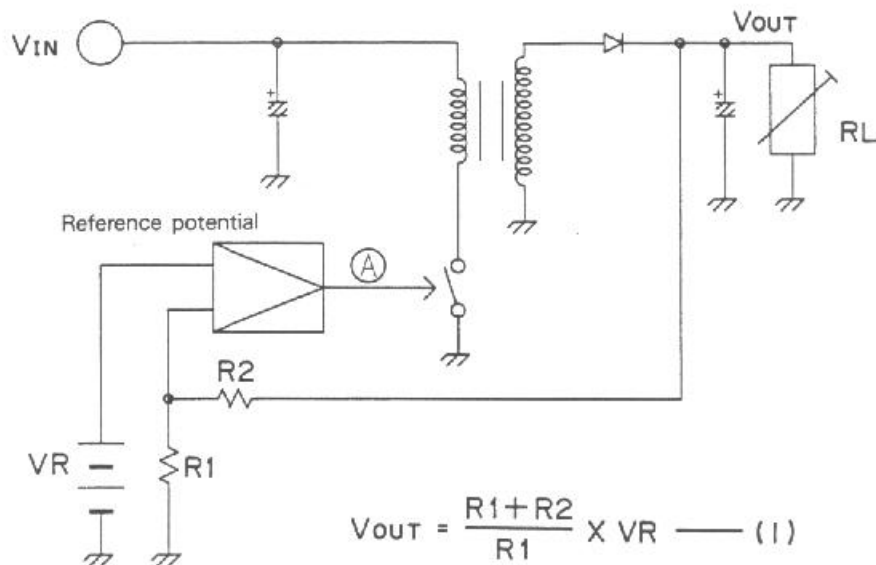 VIN
VOUT
+
+
RL
Reference potential
A
R2
VR
R1
VOUT = R1+R2 / R1 X VR —— (1)